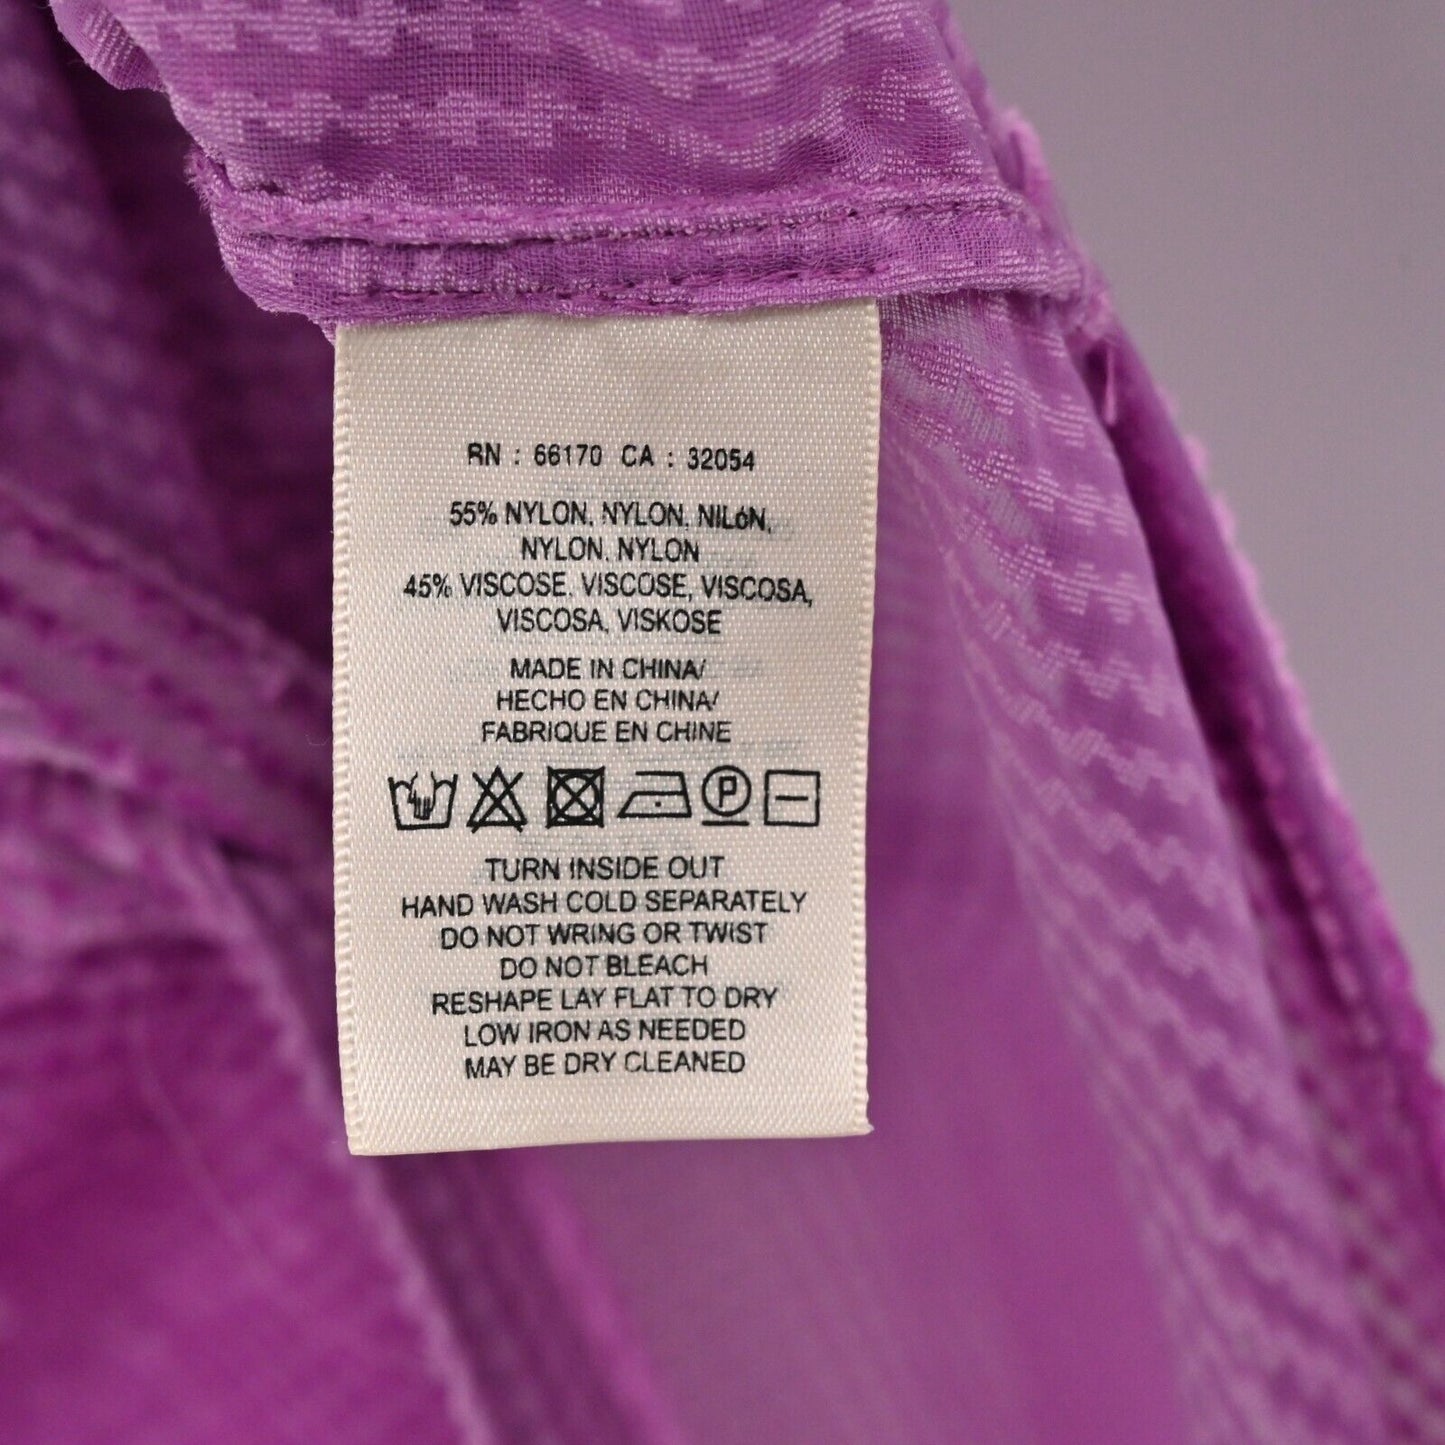 RN : 66170 CA : 32054
55% NYLON, NYLON, NILóN,
NYLON, NYLON
45% VISCOSE, VISCOSE, VISCOSA,
VISCOSA, VISKOSE
MADE IN CHINA/
HECHO EN CHINA/
FABRIQUE EN CHINE
P
TURN INSIDE OUT
HAND WASH COLD SEPARATELY
DO NOT WRING OR TWIST
DO NOT BLEACH
RESHAPE LAY FLAT TO DRY
LOW IRON AS NEEDED
MAY BE DRY CLEANED